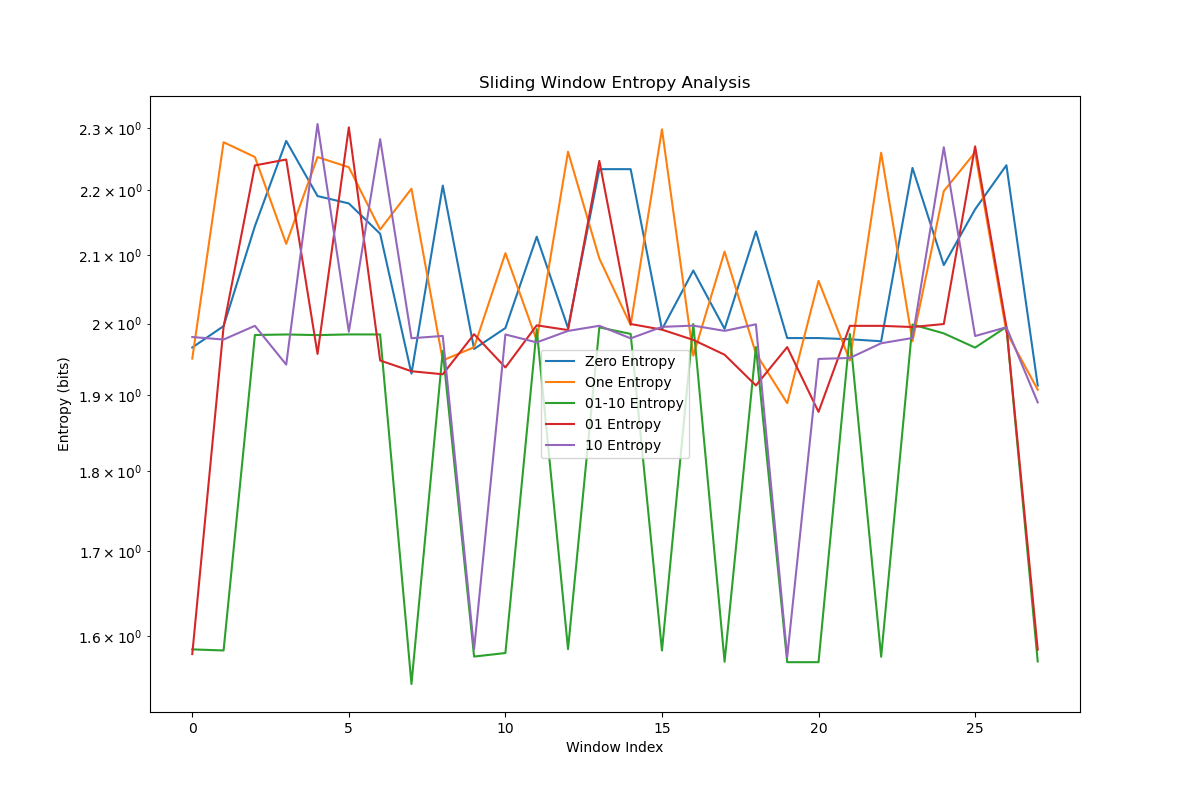 Sliding Window Entropy Analysis
Entropy (bits)
2.3 × 10⁰
2.2 × 10⁰
2.1 × 10⁰
2 × 10⁰
1.9 × 10⁰
1.8 × 10⁰
1.7 × 10⁰
1.6 × 10⁰
Zero Entropy
One Entropy
01-10 Entropy
01 Entropy
10 Entropy
0 5 10 15 20 25
Window Index